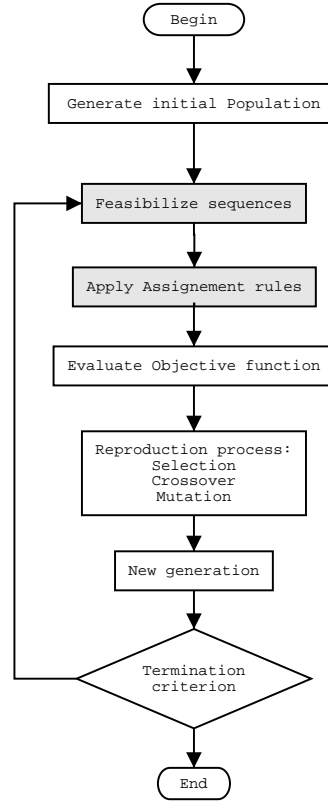 Begin
Generate initial Population
Feasibilize sequences
Apply Assignement rules
Evaluate Objective function
Reproduction process:
Selection
Crossover
Mutation
New generation
Termination
criterion
End